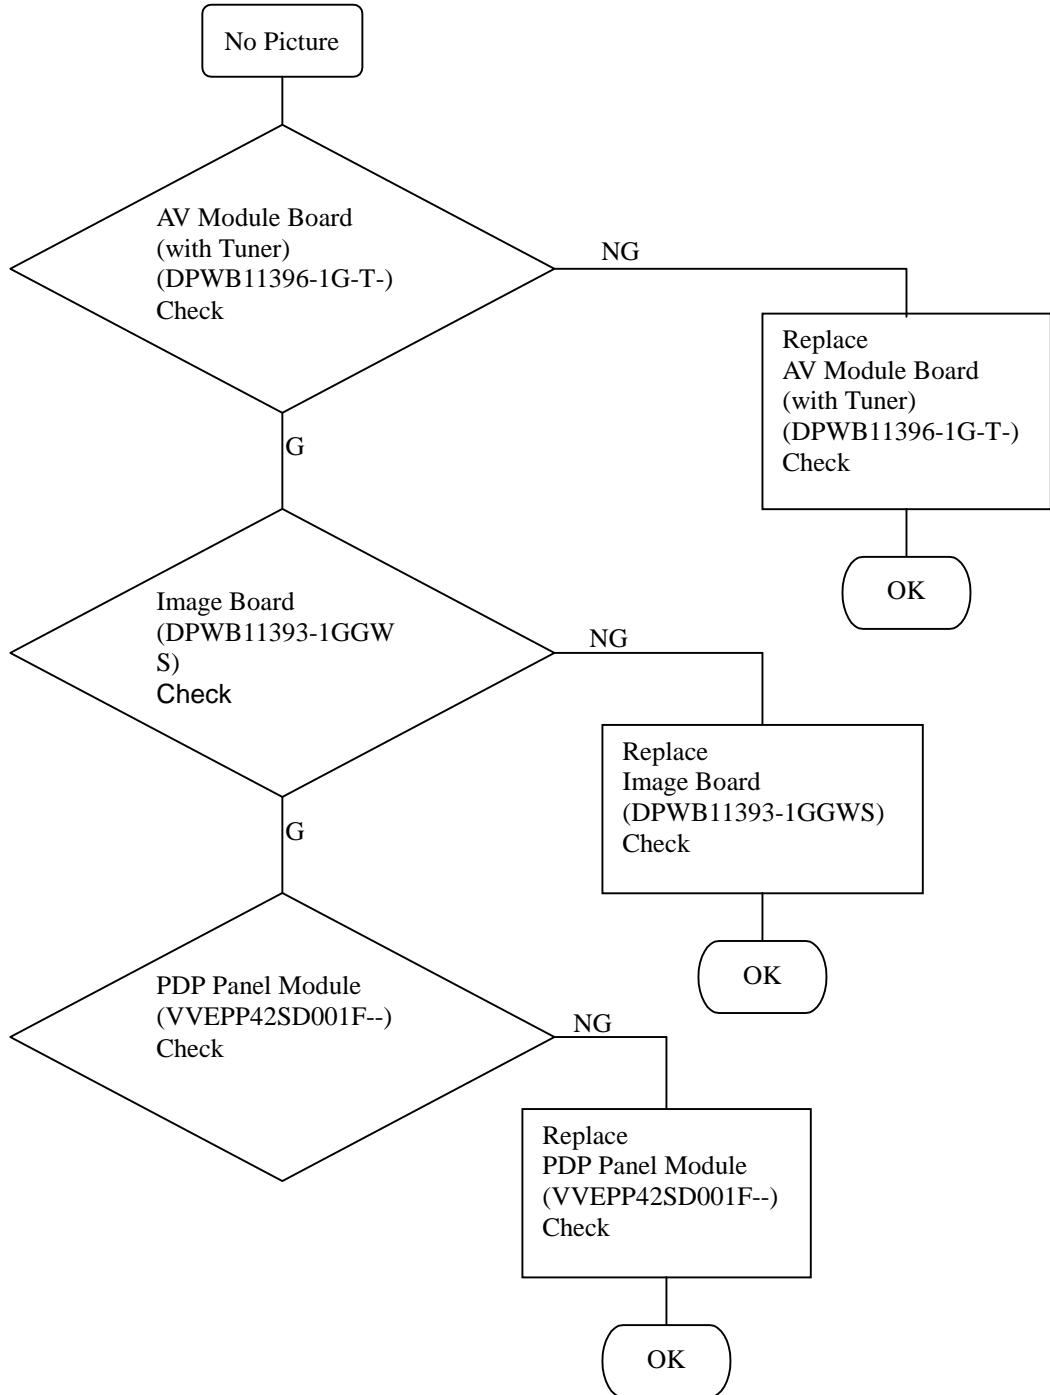 No Picture
AV Module Board
(with Tuner)
(DPWB11396-1G-T-)
Check
NG
Replace
AV Module Board
(with Tuner)
(DPWB11396-1G-T-)
Check
OK
G
Image Board
(DPWB11393-1GGW
S)
Check
NG
Replace
Image Board
(DPWB11393-1GGWS)
Check
OK
G
PDP Panel Module
(VVEPP42SD001F--)
Check
NG
Replace
PDP Panel Module
(VVEPP42SD001F--)
Check
OK